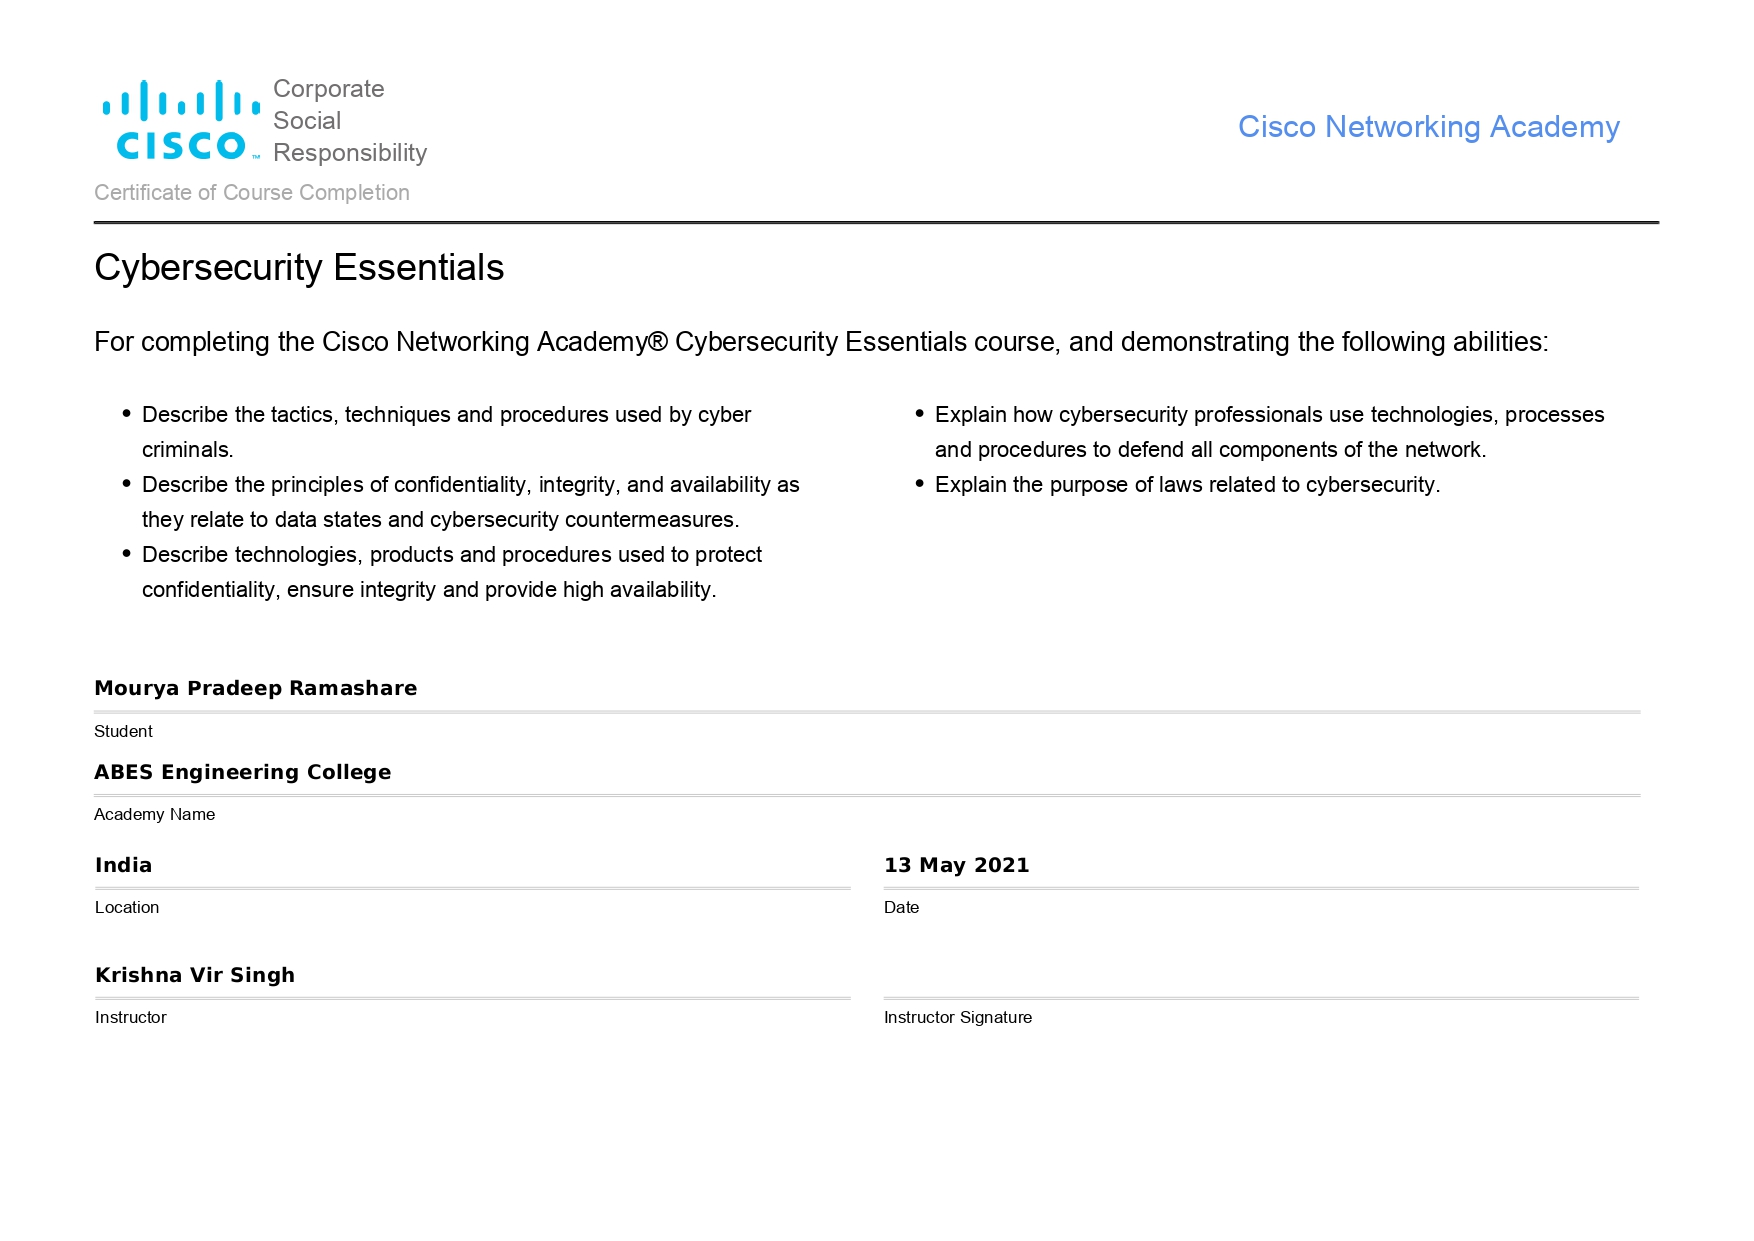 Corporate
Social
Responsibility
CISCO™
Cisco Networking Academy
Certificate of Course Completion
Cybersecurity Essentials
For completing the Cisco Networking Academy® Cybersecurity Essentials course, and demonstrating the following abilities:
• Describe the tactics, techniques and procedures used by cyber
criminals.
• Describe the principles of confidentiality, integrity, and availability as
they relate to data states and cybersecurity countermeasures.
• Describe technologies, products and procedures used to protect
confidentiality, ensure integrity and provide high availability.
• Explain how cybersecurity professionals use technologies, processes
and procedures to defend all components of the network.
• Explain the purpose of laws related to cybersecurity.
Mourya Pradeep Ramashare
Student
ABES Engineering College
Academy Name
India
Location
13 May 2021
Date
Krishna Vir Singh
Instructor
Instructor Signature